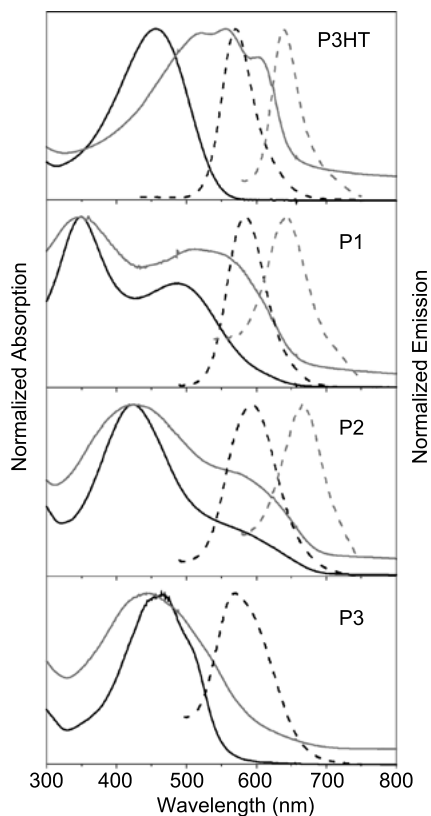 P3HT
P1
P2
P3
Normalized Absorption
Normalized Emission
300 400 500 600 700 800
Wavelength (nm)